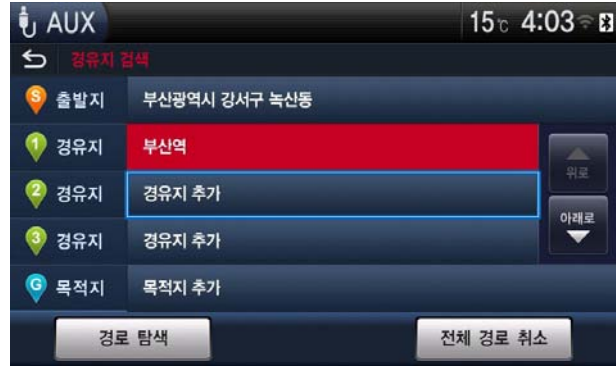 AUX 15℃ 4:03
경유지 검색
S 출발지 부산광역시 강서구 녹산동
1 경유지 부산역
위로
2 경유지 경유지 추가
아래로
3 경유지 경유지 추가
G 목적지 목적지 추가
경로 탐색 전체 경로 취소